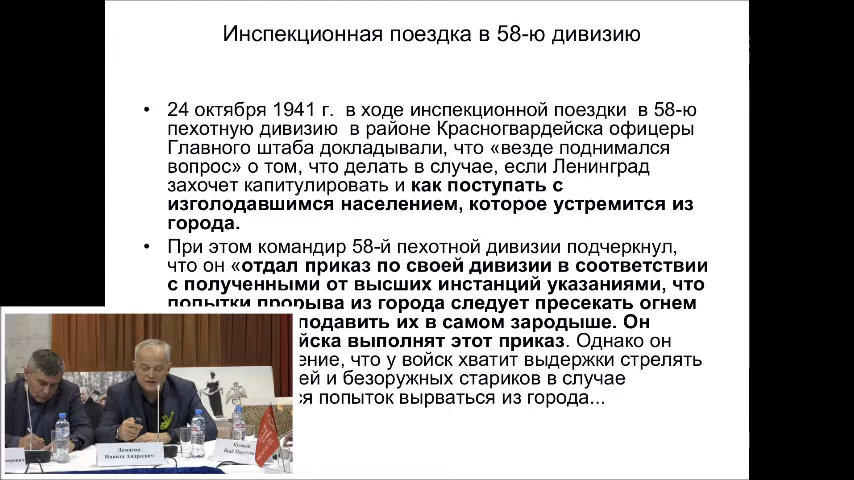 Инспекционная поездка в 58-ю дивизию
• 24 октября 1941 г. в ходе инспекционной поездки в 58-ю
пехотную дивизию в районе Красногвардейска офицеры
Главного штаба докладывали, что «везде поднимался
вопрос» о том, что делать в случае, если Ленинград
захочет капитулировать и как поступать с
изголодавшимся населением, которое устремится из
города.
• При этом командир 58-й пехотной дивизии подчеркнул,
что он «отдал приказ по своей дивизии в соответствии
с полученными от высших инстанций указаниями, что
попытки прорыва из города следует пресекать огнем
подавить их в самом зародыше. Он
йска выполнят этот приказ. Однако он
ение, что у войск хватит выдержки стрелять
ей и безоружных стариков в случае
ся попыток вырваться из города...
Ломагин
Никита Андреевич